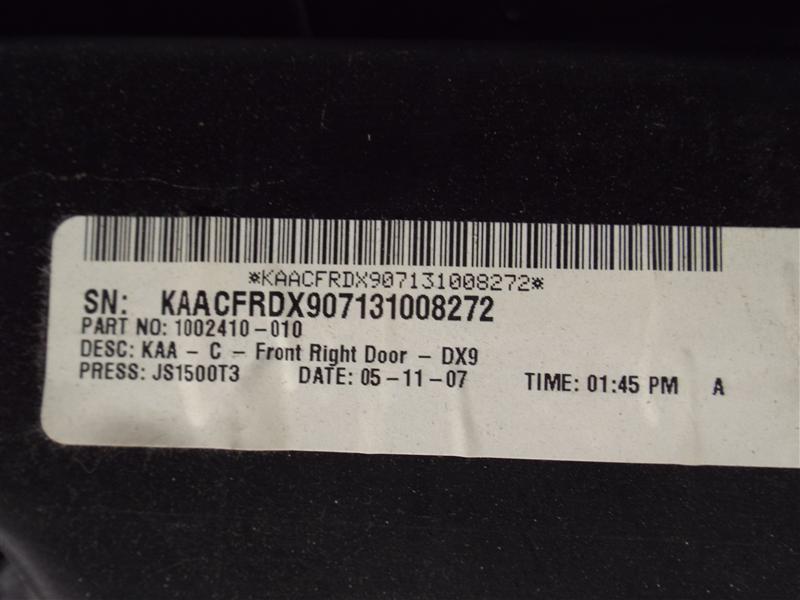 *KAACFRDX907131008272*
SN: KAACFRDX907131008272
PART NO: 1002410-010
DESC: KAA - C - Front Right Door - DX9
PRESS: JS1500T3 DATE: 05-11-07 TIME: 01:45 PM A